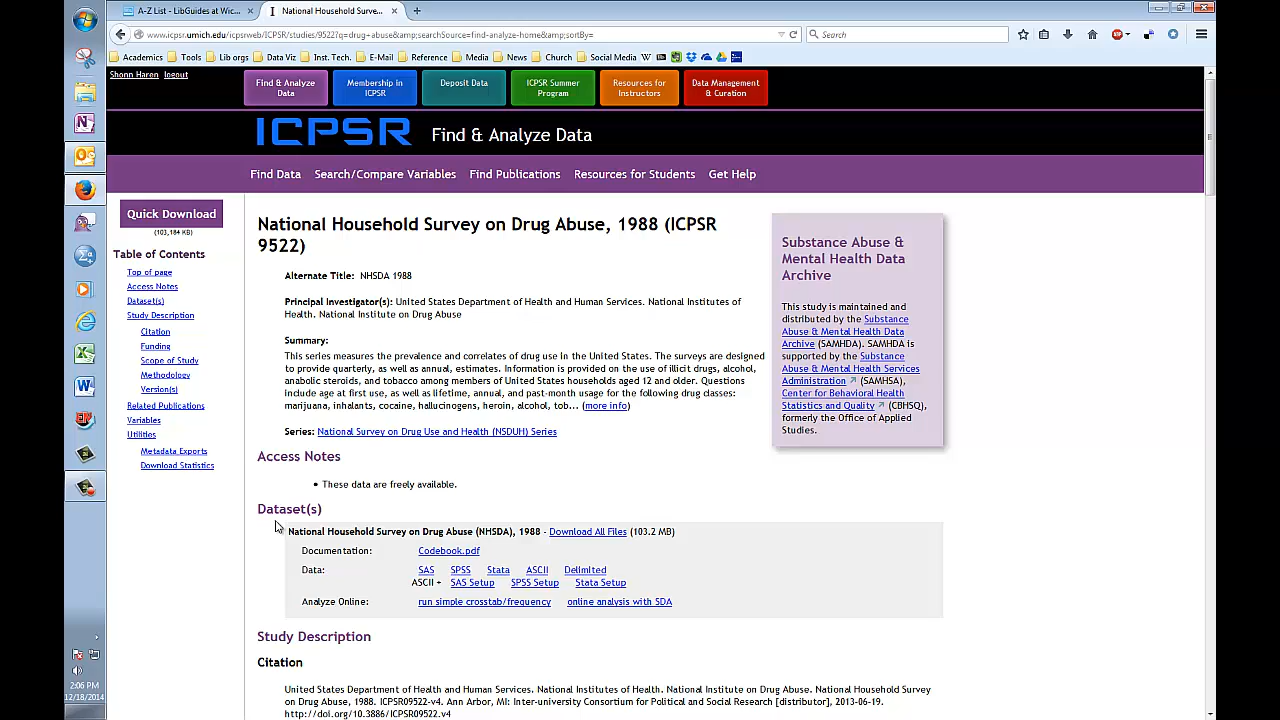 A-Z List - LibGuides at Wic...
National Household Surve...
www.icpsr.umich.edu/icpsrweb/ICPSR/studies/9522?q=drug+abuse&amp;searchSource=find-analyze-home&amp;sortBy=
Search
Academics Tools Lib orgs Data Viz Inst. Tech. E-Mail Reference Media News Church Social Media
Shonn Haren logout
Find & Analyze
Data
Membership in
ICPSR
Deposit Data
ICPSR Summer
Program
Resources for
Instructors
Data Management
& Curation
ICPSR Find & Analyze Data
Find Data Search/Compare Variables Find Publications Resources for Students Get Help
Quick Download
(103,184 KB)
Table of Contents
Top of page
Access Notes
Dataset(s)
Study Description
Citation
Funding
Scope of Study
Methodology
Version(s)
Related Publications
Variables
Utilities
Metadata Exports
Download Statistics
National Household Survey on Drug Abuse, 1988 (ICPSR
9522)
Alternate Title: NHSDA 1988
Principal Investigator(s): United States Department of Health and Human Services. National Institutes of
Health. National Institute on Drug Abuse
Summary:
This series measures the prevalence and correlates of drug use in the United States. The surveys are designed
to provide quarterly, as well as annual, estimates. Information is provided on the use of illicit drugs, alcohol,
anabolic steroids, and tobacco among members of United States households aged 12 and older. Questions
include age at first use, as well as lifetime, annual, and past-month usage for the following drug classes:
marijuana, inhalants, cocaine, hallucinogens, heroin, alcohol, tob... (more info)
Series: National Survey on Drug Use and Health (NSDUH) Series
Access Notes
• These data are freely available.
Dataset(s)
National Household Survey on Drug Abuse (NHSDA), 1988 - Download All Files (103.2 MB)
Documentation: Codebook.pdf
Data: SAS SPSS Stata ASCII Delimited
ASCII + SAS Setup SPSS Setup Stata Setup
Analyze Online: run simple crosstab/frequency online analysis with SDA
Study Description
Citation
United States Department of Health and Human Services. National Institutes of Health. National Institute on Drug Abuse. National Household Survey
on Drug Abuse, 1988. ICPSR09522-v4. Ann Arbor, MI: Inter-university Consortium for Political and Social Research [distributor], 2013-06-19.
http://doi.org/10.3886/ICPSR09522.v4
Substance Abuse &
Mental Health Data
Archive
This study is maintained and
distributed by the Substance
Abuse & Mental Health Data
Archive (SAMHDA). SAMHDA is
supported by the Substance
Abuse & Mental Health Services
Administration (SAMHSA),
Center for Behavioral Health
Statistics and Quality (CBHSQ),
formerly the Office of Applied
Studies.
2:06 PM
12/18/2014